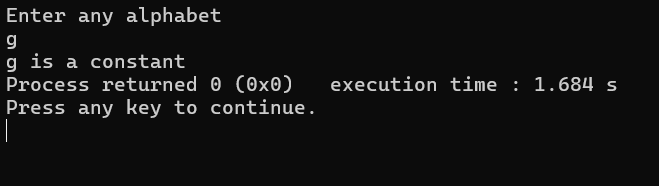 Enter any alphabet
g
g is a constant
Process returned 0 (0x0)   execution time : 1.684 s
Press any key to continue.